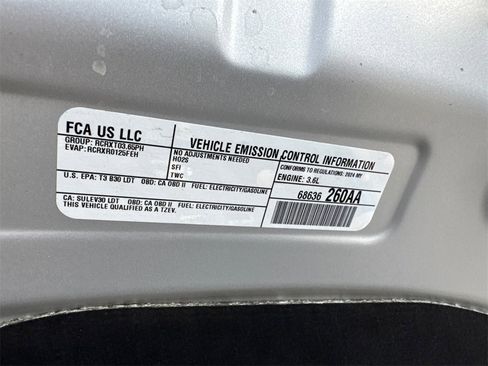 FCA US LLC
GROUP: RCRXT03.65PH
EVAP: RCRXR0125FEH
VEHICLE EMISSION CONTROL INFORMATION
NO ADJUSTMENTS NEEDED
HO2S
SFI
TWC
CONFORMS TO REGULATIONS: 2024 MY
ENGINE: 3.6L
U.S. EPA: T3 B30 LDT OBD: CA OBD II FUEL: ELECTRICITY/GASOLINE
CA: SULEV30 LDT OBD: CA OBD II FUEL: ELECTRICITY/GASOLINE
THIS VEHICLE QUALIFIED AS A TZEV.
68636 260AA